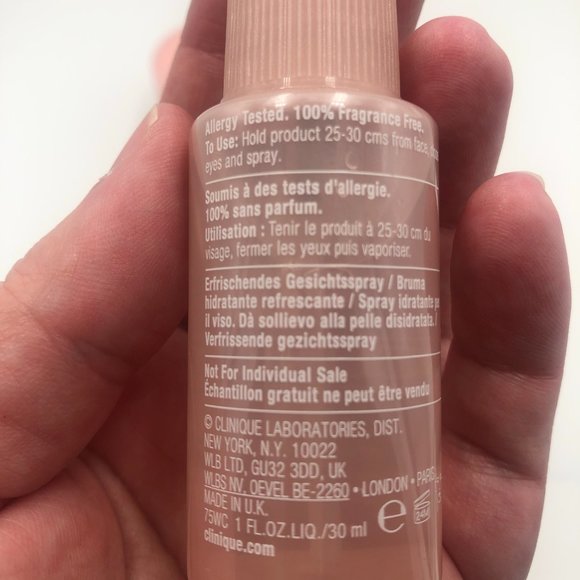 Allergy Tested. 100% Fragrance Free.
To Use: Hold product 25-30 cms from face,
eyes and spray.
Soumis à des tests d'allergie.
100% sans parfum.
Utilisation : Tenir le produit à 25-30 cm du
visage, fermer les yeux puis vaporiser.
Erfrischendes Gesichtsspray / Bruma
hidratante refrescante / Spray idratante per
il viso. Dà sollievo alla pelle disidratata. /
Verfrissende gezichtsspray
Not For Individual Sale
Échantillon gratuit ne peut être vendu
© CLINIQUE LABORATORIES, DIST.
NEW YORK, N.Y. 10022
WLB LTD, GU32 3DD, UK
WLBS NV. OEVEL BE-2260 • LONDON • PARIS
MADE IN U.K.
75WC 1 FL.OZ.LIQ./30 ml e 24M
clinique.com